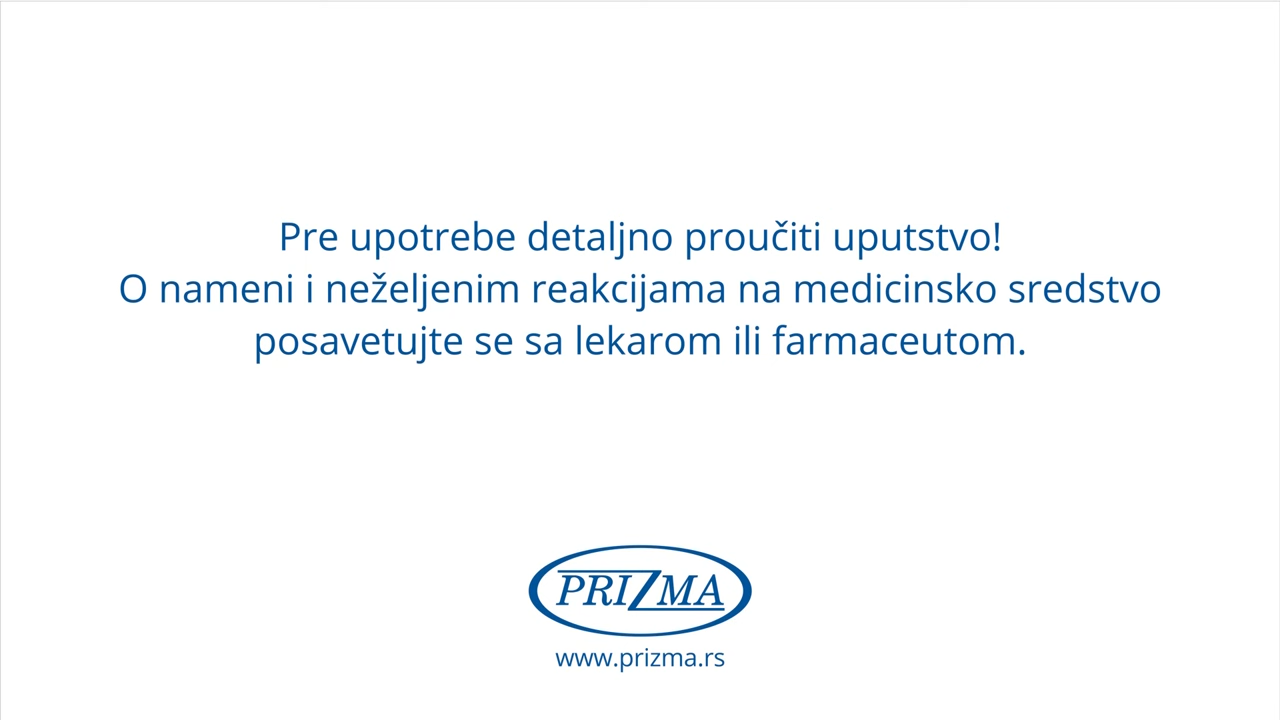 Pre upotrebe detaljno proučiti uputstvo!
O nameni i neželjenim reakcijama na medicinsko sredstvo
posavetujte se sa lekarom ili farmaceutom.
PRIZMA
www.prizma.rs